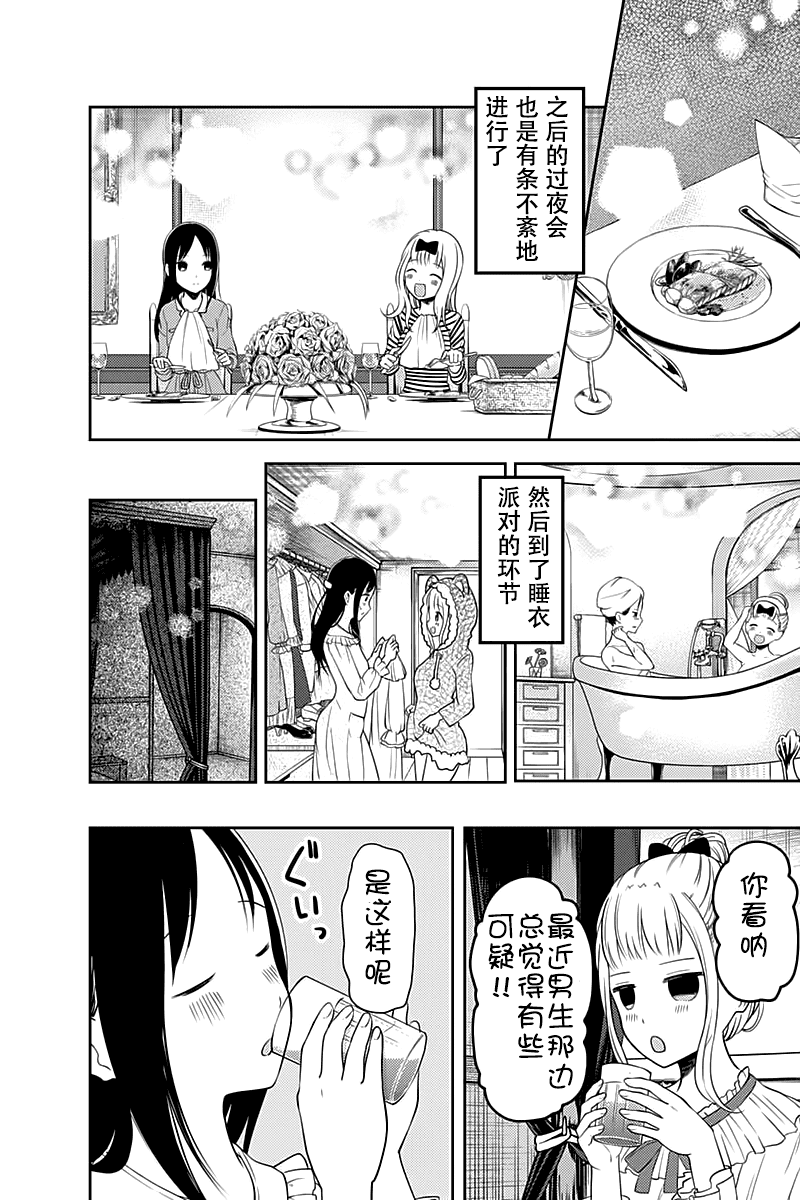 之后的过夜会
也是有条不紊地
进行了
然后到了睡衣
派对的环节
你看呐
最近男生那边
总觉得有些
可疑!!
是这样呢
ぐいっ